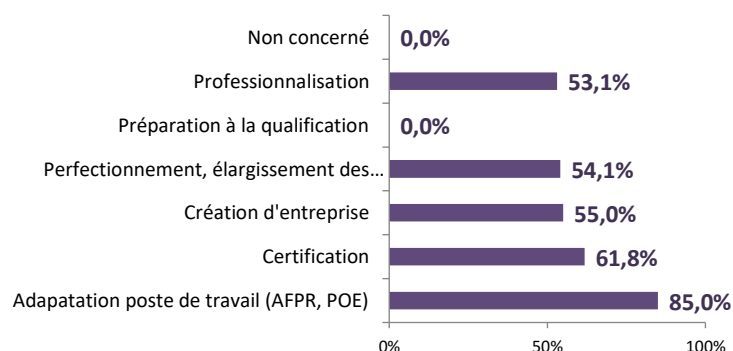 Non concerné 0,0%
Professionnalisation 53,1%
Préparation à la qualification 0,0%
Perfectionnement, élargissement des... 54,1%
Création d'entreprise 55,0%
Certification 61,8%
Adapatation poste de travail (AFPR, POE) 85,0%
0% 50% 100%